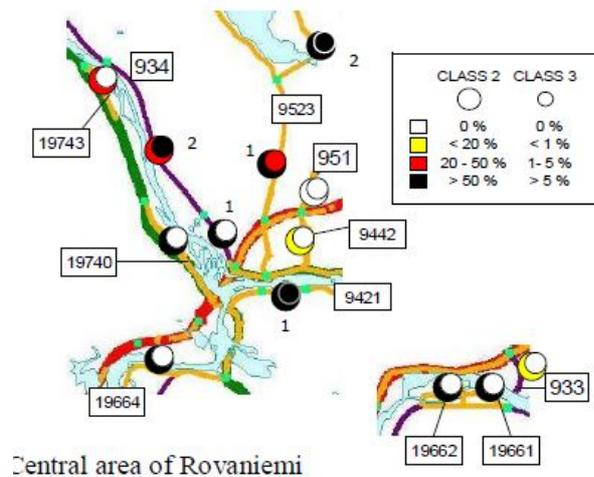 934
2
9523
CLASS 2 CLASS 3
0 % 0 %
< 20 % < 1 %
20 - 50 % 1- 5 %
> 50 % > 5 %
19743
2
1
951
1
9442
19740
9421
1
19664
933
19662
19661
Central area of Rovaniemi